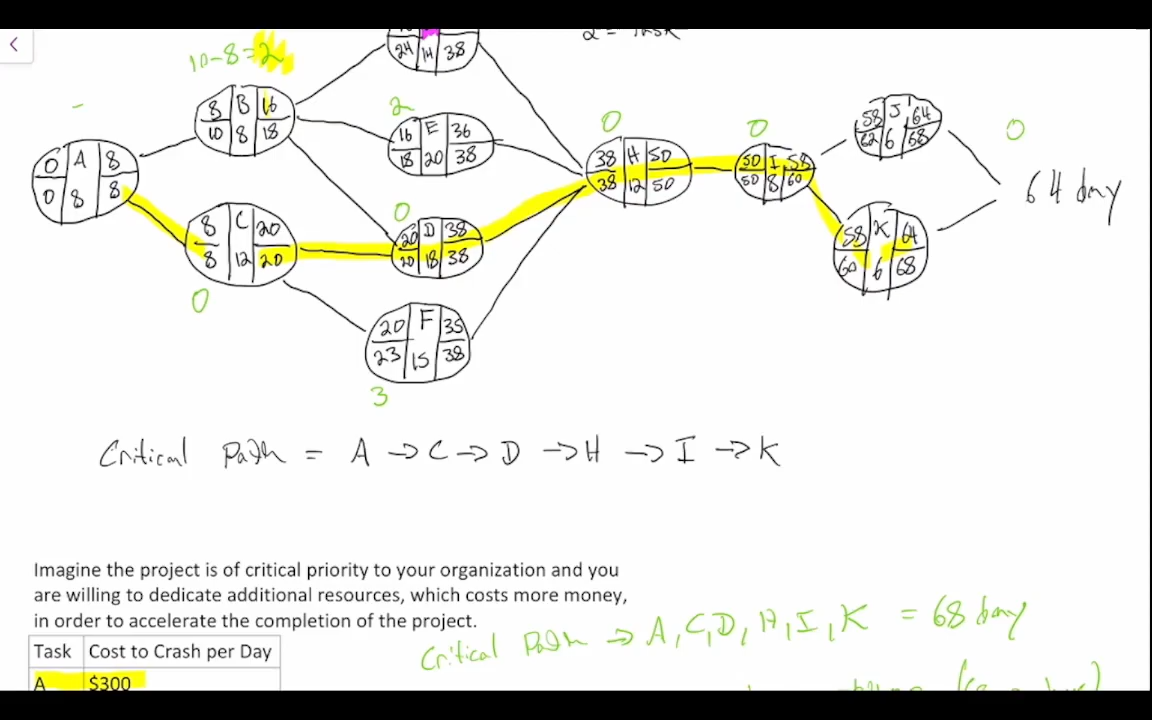 10-8=2
24 14 38
8 B 16
10 8 18
2
16 E 36
18 20 38
0 A 8
0 8 8
8 C 20
8 12 20
0
0
20 D 38
20 18 38
20 F 35
23 15 38
3
0
38 H 50
38 12 50
0
50 I 58
50 8 60
58 J 64
62 6 68
58 K 64
60 6 68
0
64 day
Critical Path = A → C → D → H → I → K
Imagine the project is of critical priority to your organization and you
are willing to dedicate additional resources, which costs more money,
in order to accelerate the completion of the project.
Critical Path → A, C, D, H, I, K = 68 day
Task Cost to Crash per Day
A $300